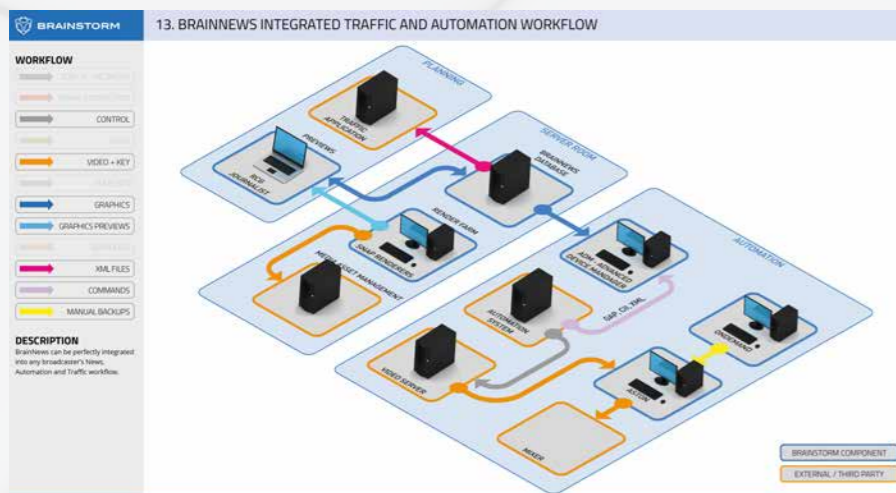 BRAINSTORM
13. BRAINNEWS INTEGRATED TRAFFIC AND AUTOMATION WORKFLOW
WORKFLOW
CONTROL
VIDEO + KEY
GRAPHICS
GRAPHICS PREVIEWS
XML FILES
COMMANDS
MANUAL BACKUPS
DESCRIPTION
BrainNews can be perfectly integrated
into any broadcaster's News,
Automation and Traffic workflow.
PLANNING
TRAFFIC
APPLICATION
PREVIEWS
JOURNALIST
SERVER ROOM
BRAINNEWS
DATABASE
RENDER FARM
SNAP RENDERERS
MEDIA ASSET MANAGEMENT
AUTOMATION
ADM - ADVANCED
DEVICE MANDAGER
AUTOMATION
SYSTEM
VIDEO SERVER
ONDEMAND
ASTON
MIXER
BRAINSTORM COMPONENT
EXTERNAL / THIRD PARTY